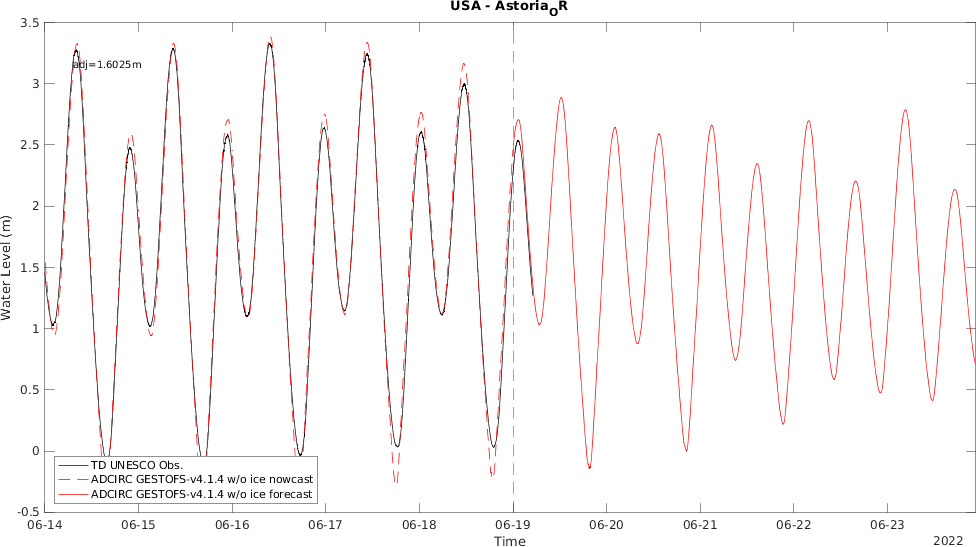 USA - Astoria_OR
adj=1.6025m
3.5
3
2.5
2
1.5
1
0.5
0
-0.5
Water Level (m)
TD UNESCO Obs.
ADCIRC GESTOFS-v4.1.4 w/o ice nowcast
ADCIRC GESTOFS-v4.1.4 w/o ice forecast
06-14 06-15 06-16 06-17 06-18 06-19 06-20 06-21 06-22 06-23
Time
2022